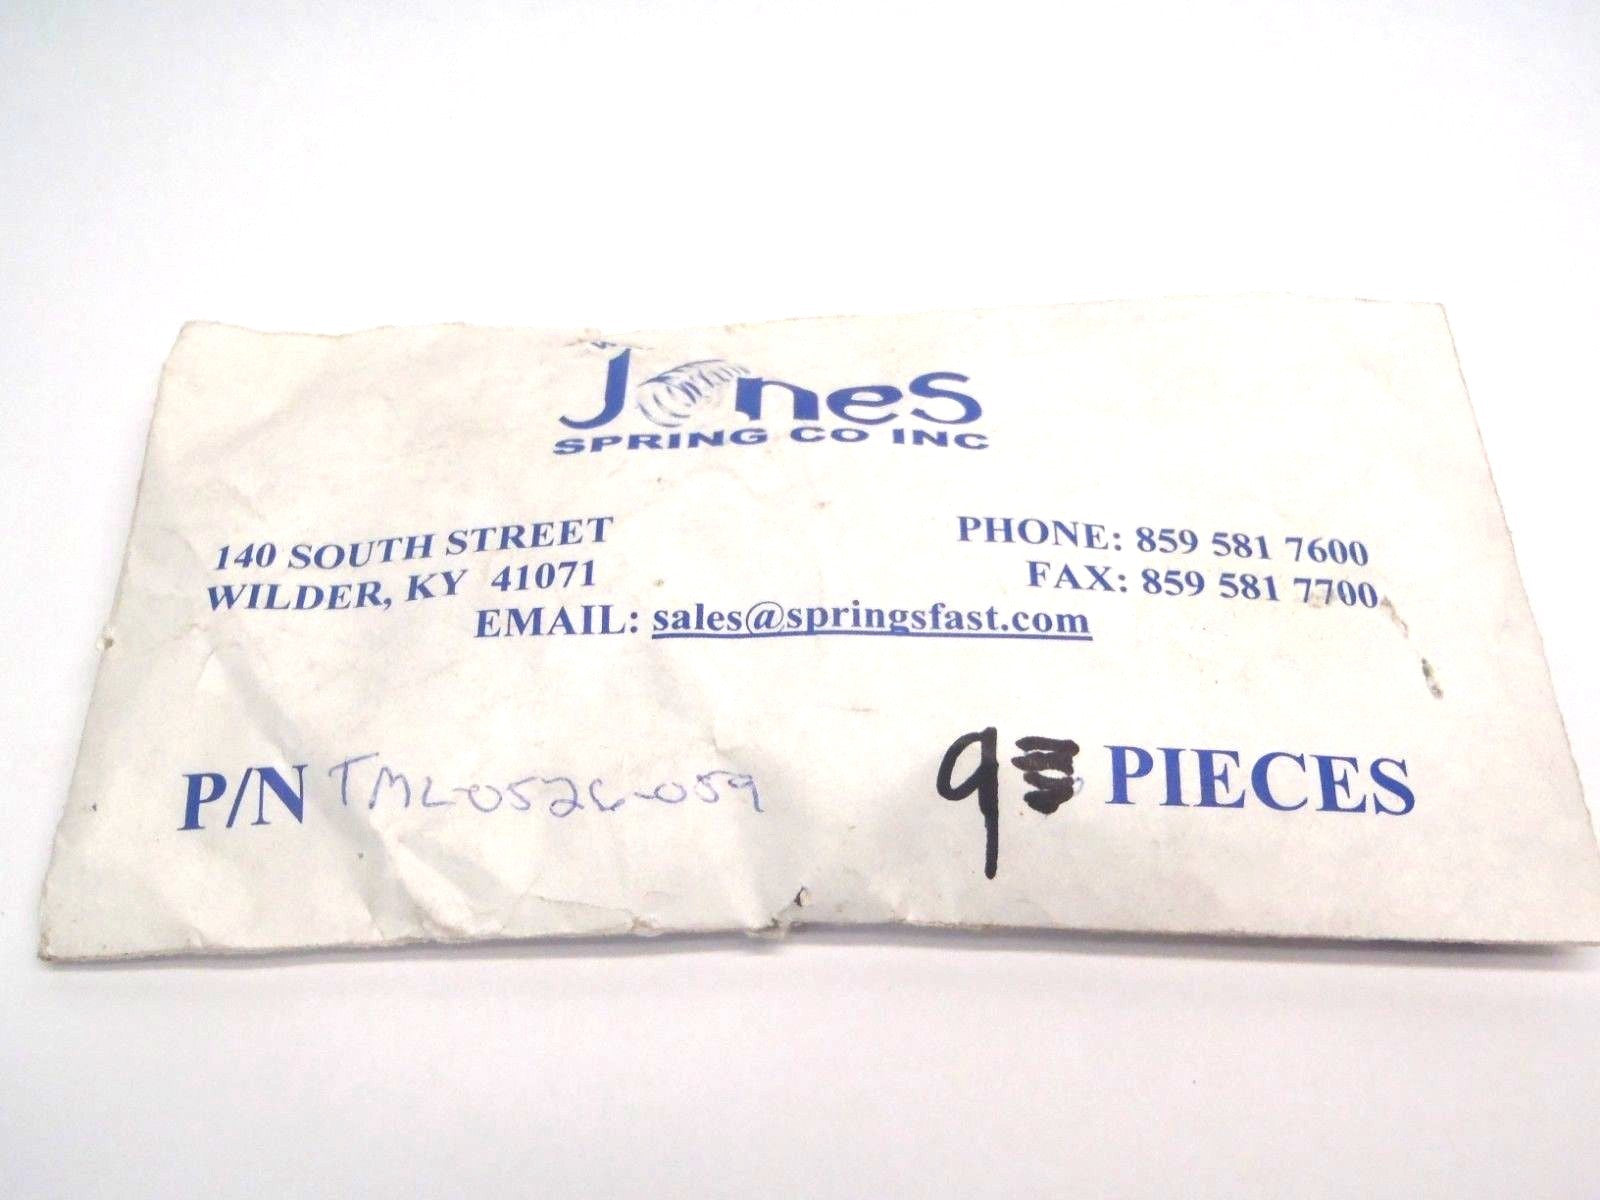 W
Jones
SPRING CO INC
140 SOUTH STREET
WILDER, KY 41071
PHONE: 859 581 7600
FAX: 859 581 7700
EMAIL: sales@springsfast.com
P/N TML-0526-059 9 PIECES